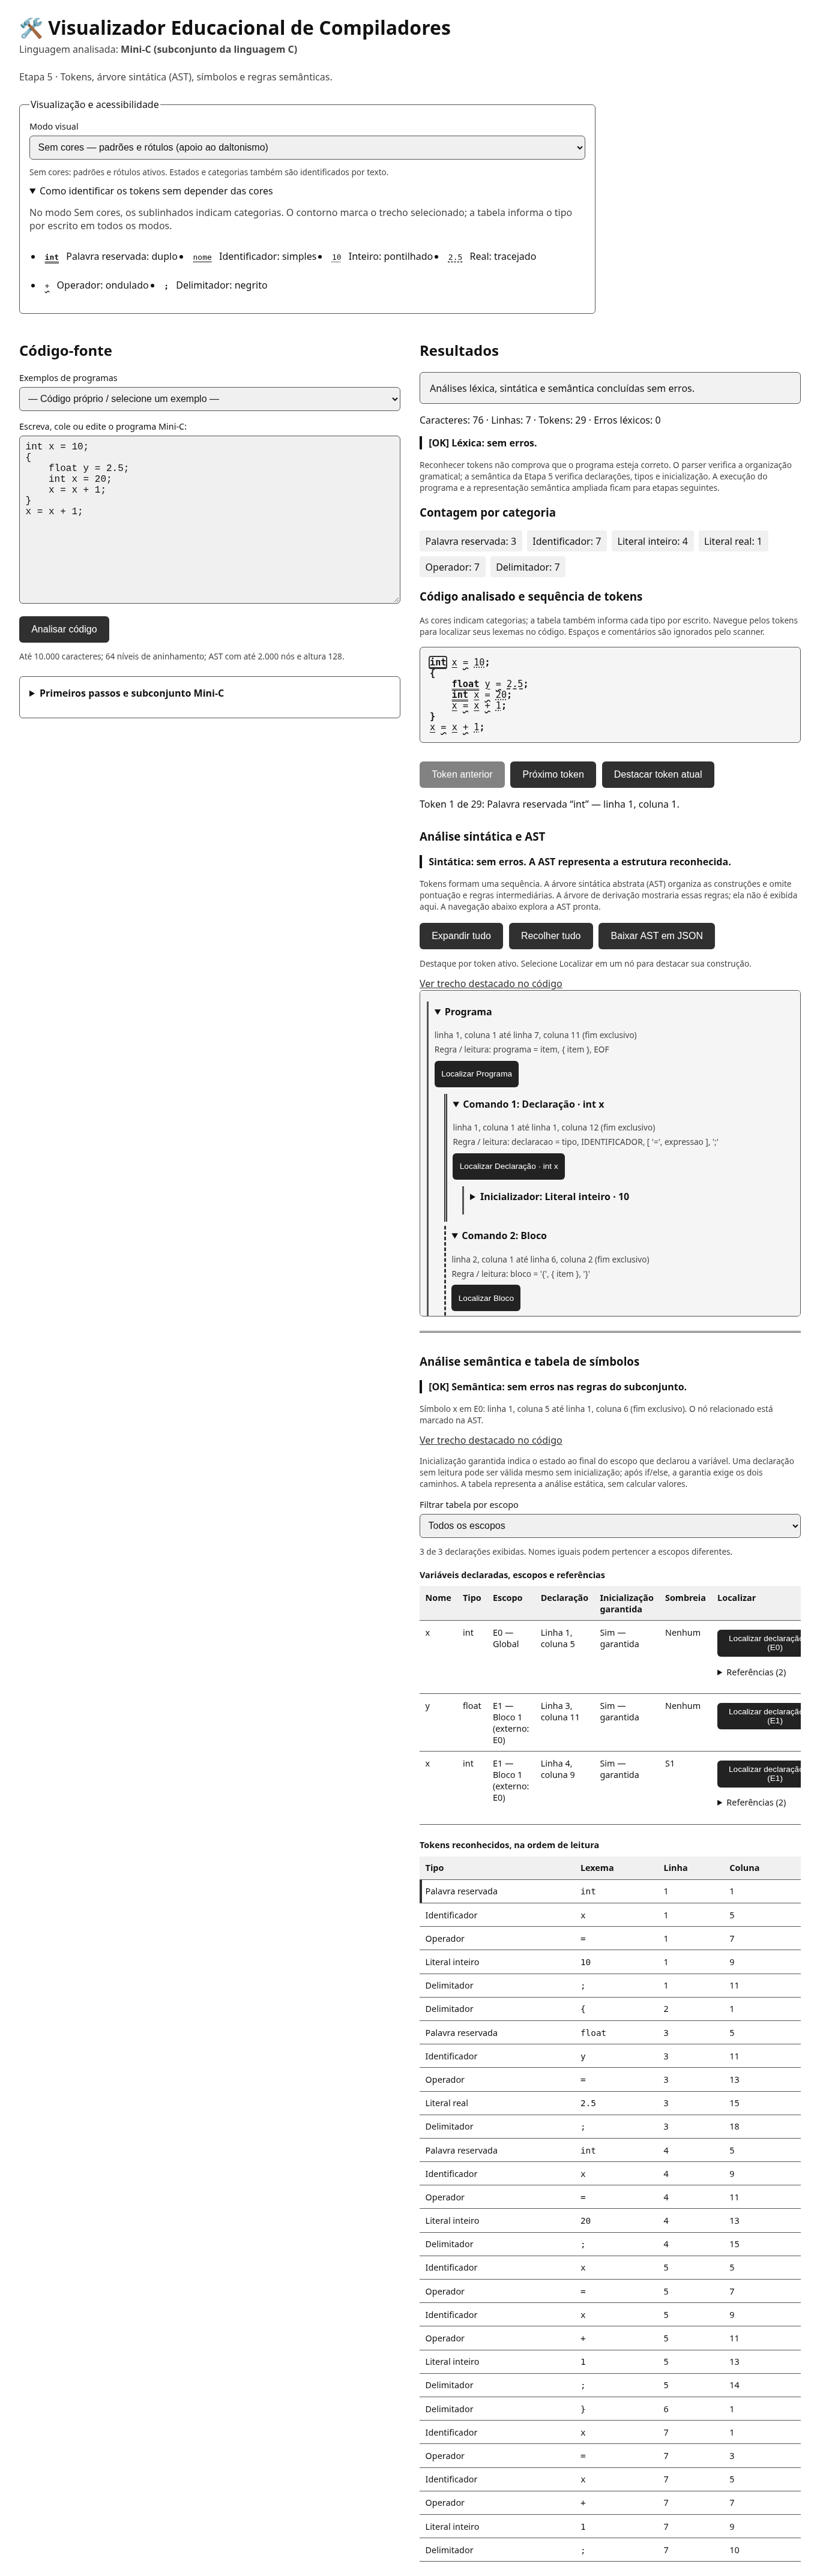 🛠️ Visualizador Educacional de Compiladores
Linguagem analisada: Mini-C (subconjunto da linguagem C)
Etapa 5 · Tokens, árvore sintática (AST), símbolos e regras semânticas.
Visualização e acessibilidade
Modo visual
Sem cores — padrões e rótulos (apoio ao daltonismo)
Sem cores: padrões e rótulos ativos. Estados e categorias também são identificados por texto.
▼ Como identificar os tokens sem depender das cores
No modo Sem cores, os sublinhados indicam categorias. O contorno marca o trecho selecionado; a tabela informa o tipo
por escrito em todos os modos.
• int Palavra reservada: duplo • nome Identificador: simples • 10 Inteiro: pontilhado • 2.5 Real: tracejado
• + Operador: ondulado • ; Delimitador: negrito
Código-fonte
Exemplos de programas
— Código próprio / selecione um exemplo —
Escreva, cole ou edite o programa Mini-C:
int x = 10;
{
    float y = 2.5;
    int x = 20;
    x = x + 1;
}
x = x + 1;
Analisar código
Até 10.000 caracteres; 64 níveis de aninhamento; AST com até 2.000 nós e altura 128.
▶ Primeiros passos e subconjunto Mini-C
Resultados
Análises léxica, sintática e semântica concluídas sem erros.
Caracteres: 76 · Linhas: 7 · Tokens: 29 · Erros léxicos: 0
[OK] Léxica: sem erros.
Reconhecer tokens não comprova que o programa esteja correto. O parser verifica a organização
gramatical; a semântica da Etapa 5 verifica declarações, tipos e inicialização. A execução do
programa e a representação semântica ampliada ficam para etapas seguintes.
Contagem por categoria
Palavra reservada: 3 Identificador: 7 Literal inteiro: 4 Literal real: 1
Operador: 7 Delimitador: 7
Código analisado e sequência de tokens
As cores indicam categorias; a tabela informa cada tipo por escrito. Navegue pelos tokens
para localizar seus lexemas no código. Espaços e comentários são ignorados pelo scanner.
int x = 10;
{
    float y = 2.5;
    int x = 20;
    x = x + 1;
}
x = x + 1;
Token anterior Próximo token Destacar token atual
Token 1 de 29: Palavra reservada “int” — linha 1, coluna 1.
Análise sintática e AST
Sintática: sem erros. A AST representa a estrutura reconhecida.
Tokens formam uma sequência. A árvore sintática abstrata (AST) organiza as construções e omite
pontuação e regras intermediárias. A árvore de derivação mostraria essas regras; ela não é exibida
aqui. A navegação abaixo explora a AST pronta.
Expandir tudo Recolher tudo Baixar AST em JSON
Destaque por token ativo. Selecione Localizar em um nó para destacar sua construção.
Ver trecho destacado no código
▼ Programa
linha 1, coluna 1 até linha 7, coluna 11 (fim exclusivo)
Regra / leitura: programa = item, { item }, EOF
Localizar Programa
▼ Comando 1: Declaração · int x
linha 1, coluna 1 até linha 1, coluna 12 (fim exclusivo)
Regra / leitura: declaracao = tipo, IDENTIFICADOR, [ '=', expressao ], ';'
Localizar Declaração · int x
▶ Inicializador: Literal inteiro · 10
▼ Comando 2: Bloco
linha 2, coluna 1 até linha 6, coluna 2 (fim exclusivo)
Regra / leitura: bloco = '{', { item }, '}'
Localizar Bloco
Análise semântica e tabela de símbolos
[OK] Semântica: sem erros nas regras do subconjunto.
Símbolo x em E0: linha 1, coluna 5 até linha 1, coluna 6 (fim exclusivo). O nó relacionado está
marcado na AST.
Ver trecho destacado no código
Inicialização garantida indica o estado ao final do escopo que declarou a variável. Uma declaração
sem leitura pode ser válida mesmo sem inicialização; após if/else, a garantia exige os dois
caminhos. A tabela representa a análise estática, sem calcular valores.
Filtrar tabela por escopo
Todos os escopos
3 de 3 declarações exibidas. Nomes iguais podem pertencer a escopos diferentes.
Variáveis declaradas, escopos e referências
Nome Tipo Escopo Declaração Inicialização garantida Sombreia Localizar
x int E0 — Global Linha 1, coluna 5 Sim — garantida Nenhum Localizar (E0)
▶ Referências (2)
y float E1 — Bloco 1 (externo: E0) Linha 3, coluna 11 Sim — garantida Nenhum Localizar (E1)
x int E1 — Bloco 1 (externo: E0) Linha 4, coluna 9 Sim — garantida S1 Localizar (E1)
▶ Referências (2)
Tokens reconhecidos, na ordem de leitura
Tipo Lexema Linha Coluna
Palavra reservada int 1 1
Identificador x 1 5
Operador = 1 7
Literal inteiro 10 1 9
Delimitador ; 1 11
Delimitador { 2 1
Palavra reservada float 3 5
Identificador y 3 11
Operador = 3 13
Literal real 2.5 3 15
Delimitador ; 3 18
Palavra reservada int 4 5
Identificador x 4 9
Operador = 4 11
Literal inteiro 20 4 13
Delimitador ; 4 15
Identificador x 5 5
Operador = 5 7
Identificador x 5 9
Operador + 5 11
Literal inteiro 1 5 13
Delimitador ; 5 14
Delimitador } 6 1
Identificador x 7 1
Operador = 7 3
Identificador x 7 5
Operador + 7 7
Literal inteiro 1 7 9
Delimitador ; 7 10